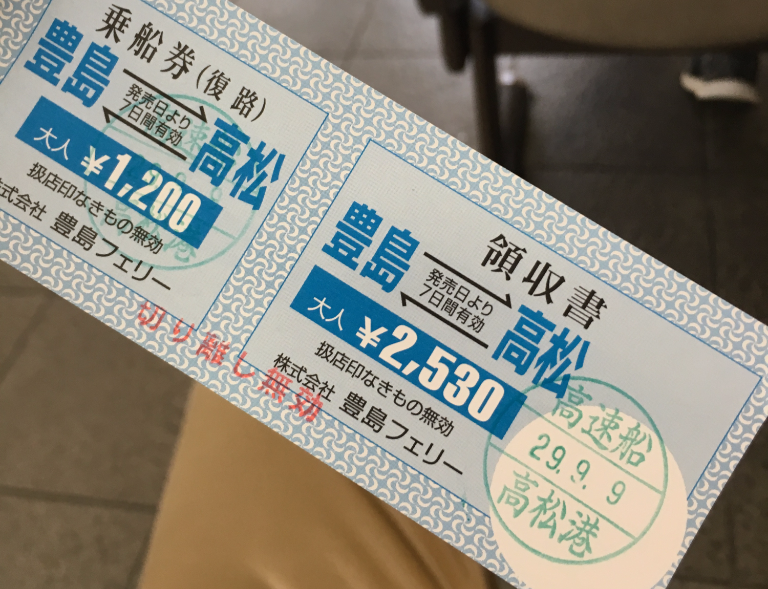 乗船券(復路)
豊島
発売日より
7日間有効
高松
大人 ¥1,200
扱店印なきもの無効
式会社 豊島フェリー
切り離し無効
領収書
豊島
発売日より
7日間有効
高松
大人 ¥2,530
扱店印なきもの無効
株式会社 豊島フェリー
高速船
29.9.9
高松港